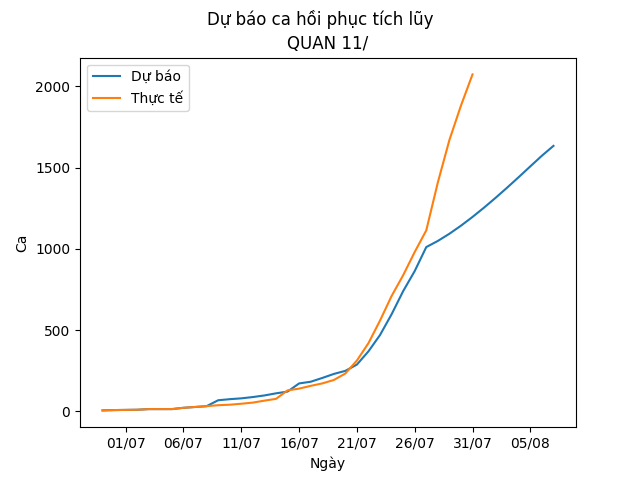 Dự báo ca hồi phục tích lũy
QUAN 11/
Dự báo
Thực tế
2000
1500
1000
500
0
Ca
01/07 06/07 11/07 16/07 21/07 26/07 31/07 05/08
Ngày